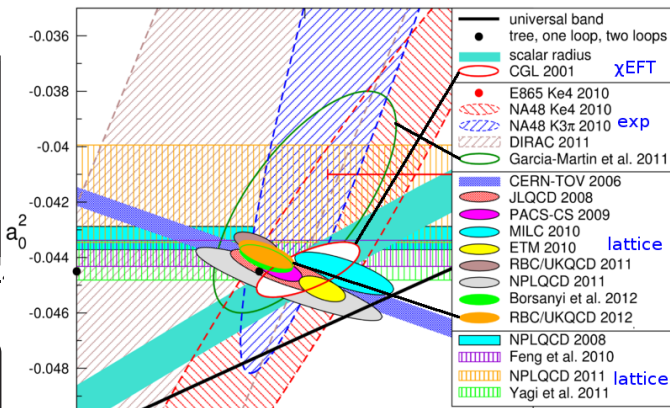 -0.036
-0.038
-0.04
-0.042
-0.044
-0.046
-0.048
a₀²
universal band
tree, one loop, two loops
scalar radius
CGL 2001
χEFT
E865 Ke4 2010
NA48 Ke4 2010
NA48 K3π 2010
exp
DIRAC 2011
Garcia-Martin et al. 2011
CERN-TOV 2006
JLQCD 2008
PACS-CS 2009
MILC 2010
ETM 2010
lattice
RBC/UKQCD 2011
NPLQCD 2011
Borsanyi et al. 2012
RBC/UKQCD 2012
NPLQCD 2008
Feng et al. 2010
NPLQCD 2011
lattice
Yagi et al. 2011